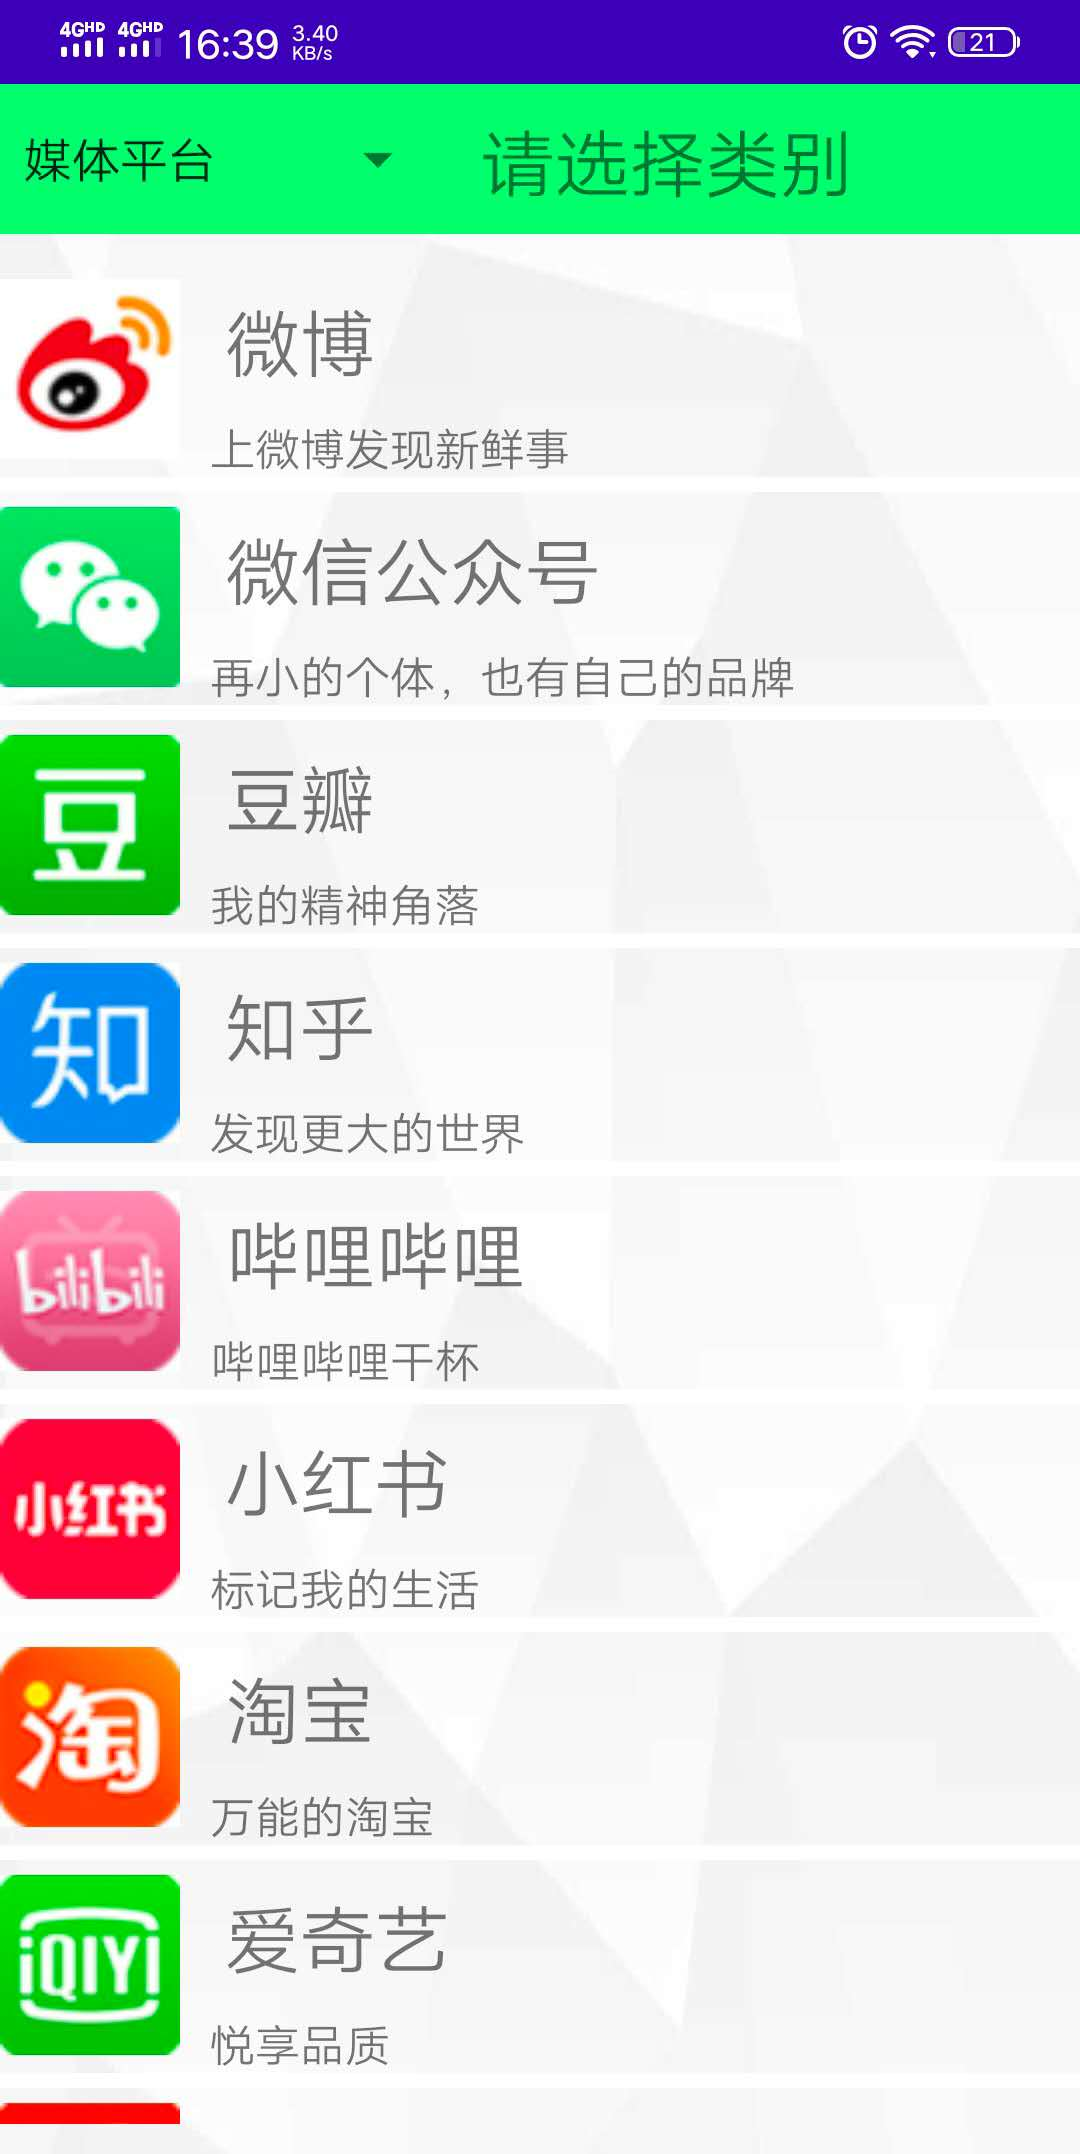 4GHD 4GHD 16:39 3.40 KB/s 21
媒体平台 请选择类别
微博
上微博发现新鲜事
微信公众号
再小的个体，也有自己的品牌
豆
豆瓣
我的精神角落
知
知乎
发现更大的世界
bilibili
哔哩哔哩
哔哩哔哩干杯
小红书
小红书
标记我的生活
淘
淘宝
万能的淘宝
iQIYI
爱奇艺
悦享品质